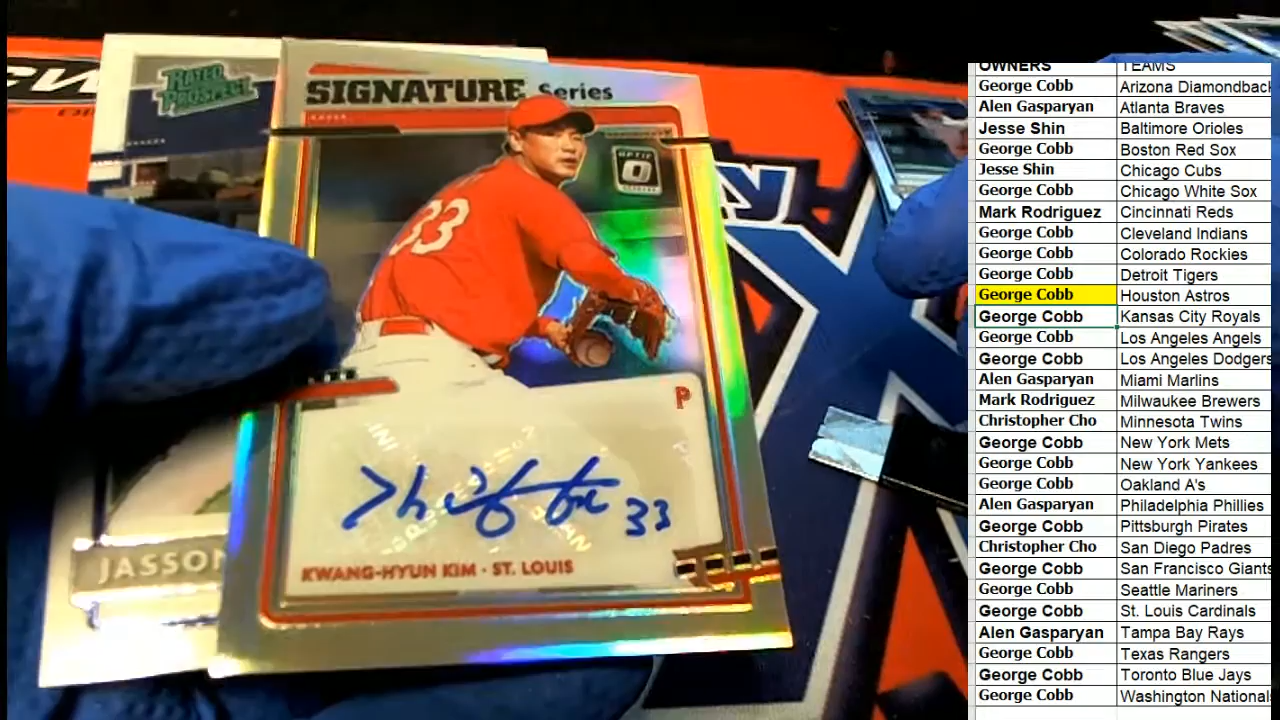 RATED
PROSPECT
SIGNATURE Series
OPTIC
33
P
33
KWANG-HYUN KIM · ST. LOUIS
JASSON
OWNERS TEAMS
George Cobb Arizona Diamondback
Alen Gasparyan Atlanta Braves
Jesse Shin Baltimore Orioles
George Cobb Boston Red Sox
Jesse Shin Chicago Cubs
George Cobb Chicago White Sox
Mark Rodriguez Cincinnati Reds
George Cobb Cleveland Indians
George Cobb Colorado Rockies
George Cobb Detroit Tigers
George Cobb Houston Astros
George Cobb Kansas City Royals
George Cobb Los Angeles Angels
George Cobb Los Angeles Dodgers
Alen Gasparyan Miami Marlins
Mark Rodriguez Milwaukee Brewers
Christopher Cho Minnesota Twins
George Cobb New York Mets
George Cobb New York Yankees
George Cobb Oakland A's
Alen Gasparyan Philadelphia Phillies
George Cobb Pittsburgh Pirates
Christopher Cho San Diego Padres
George Cobb San Francisco Giants
George Cobb Seattle Mariners
George Cobb St. Louis Cardinals
Alen Gasparyan Tampa Bay Rays
George Cobb Texas Rangers
George Cobb Toronto Blue Jays
George Cobb Washington National